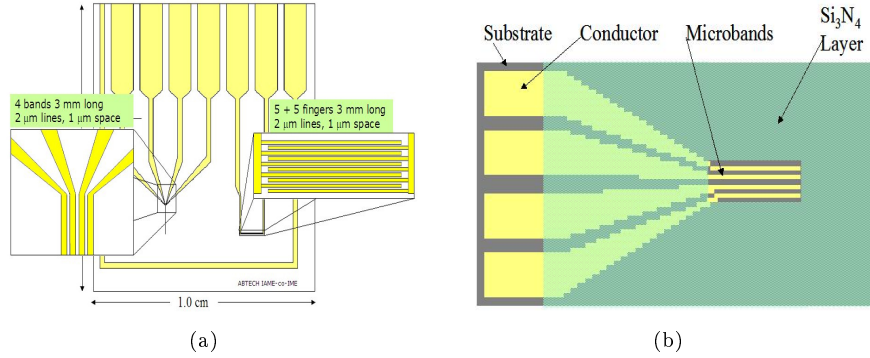 4 bands 3 mm long
2 μm lines, 1 μm space
5 + 5 fingers 3 mm long
2 μm lines, 1 μm space
ABTECH IAME-co-IME
1.0 cm
(a)
Substrate
Conductor
Microbands
Si₃N₄
Layer
(b)